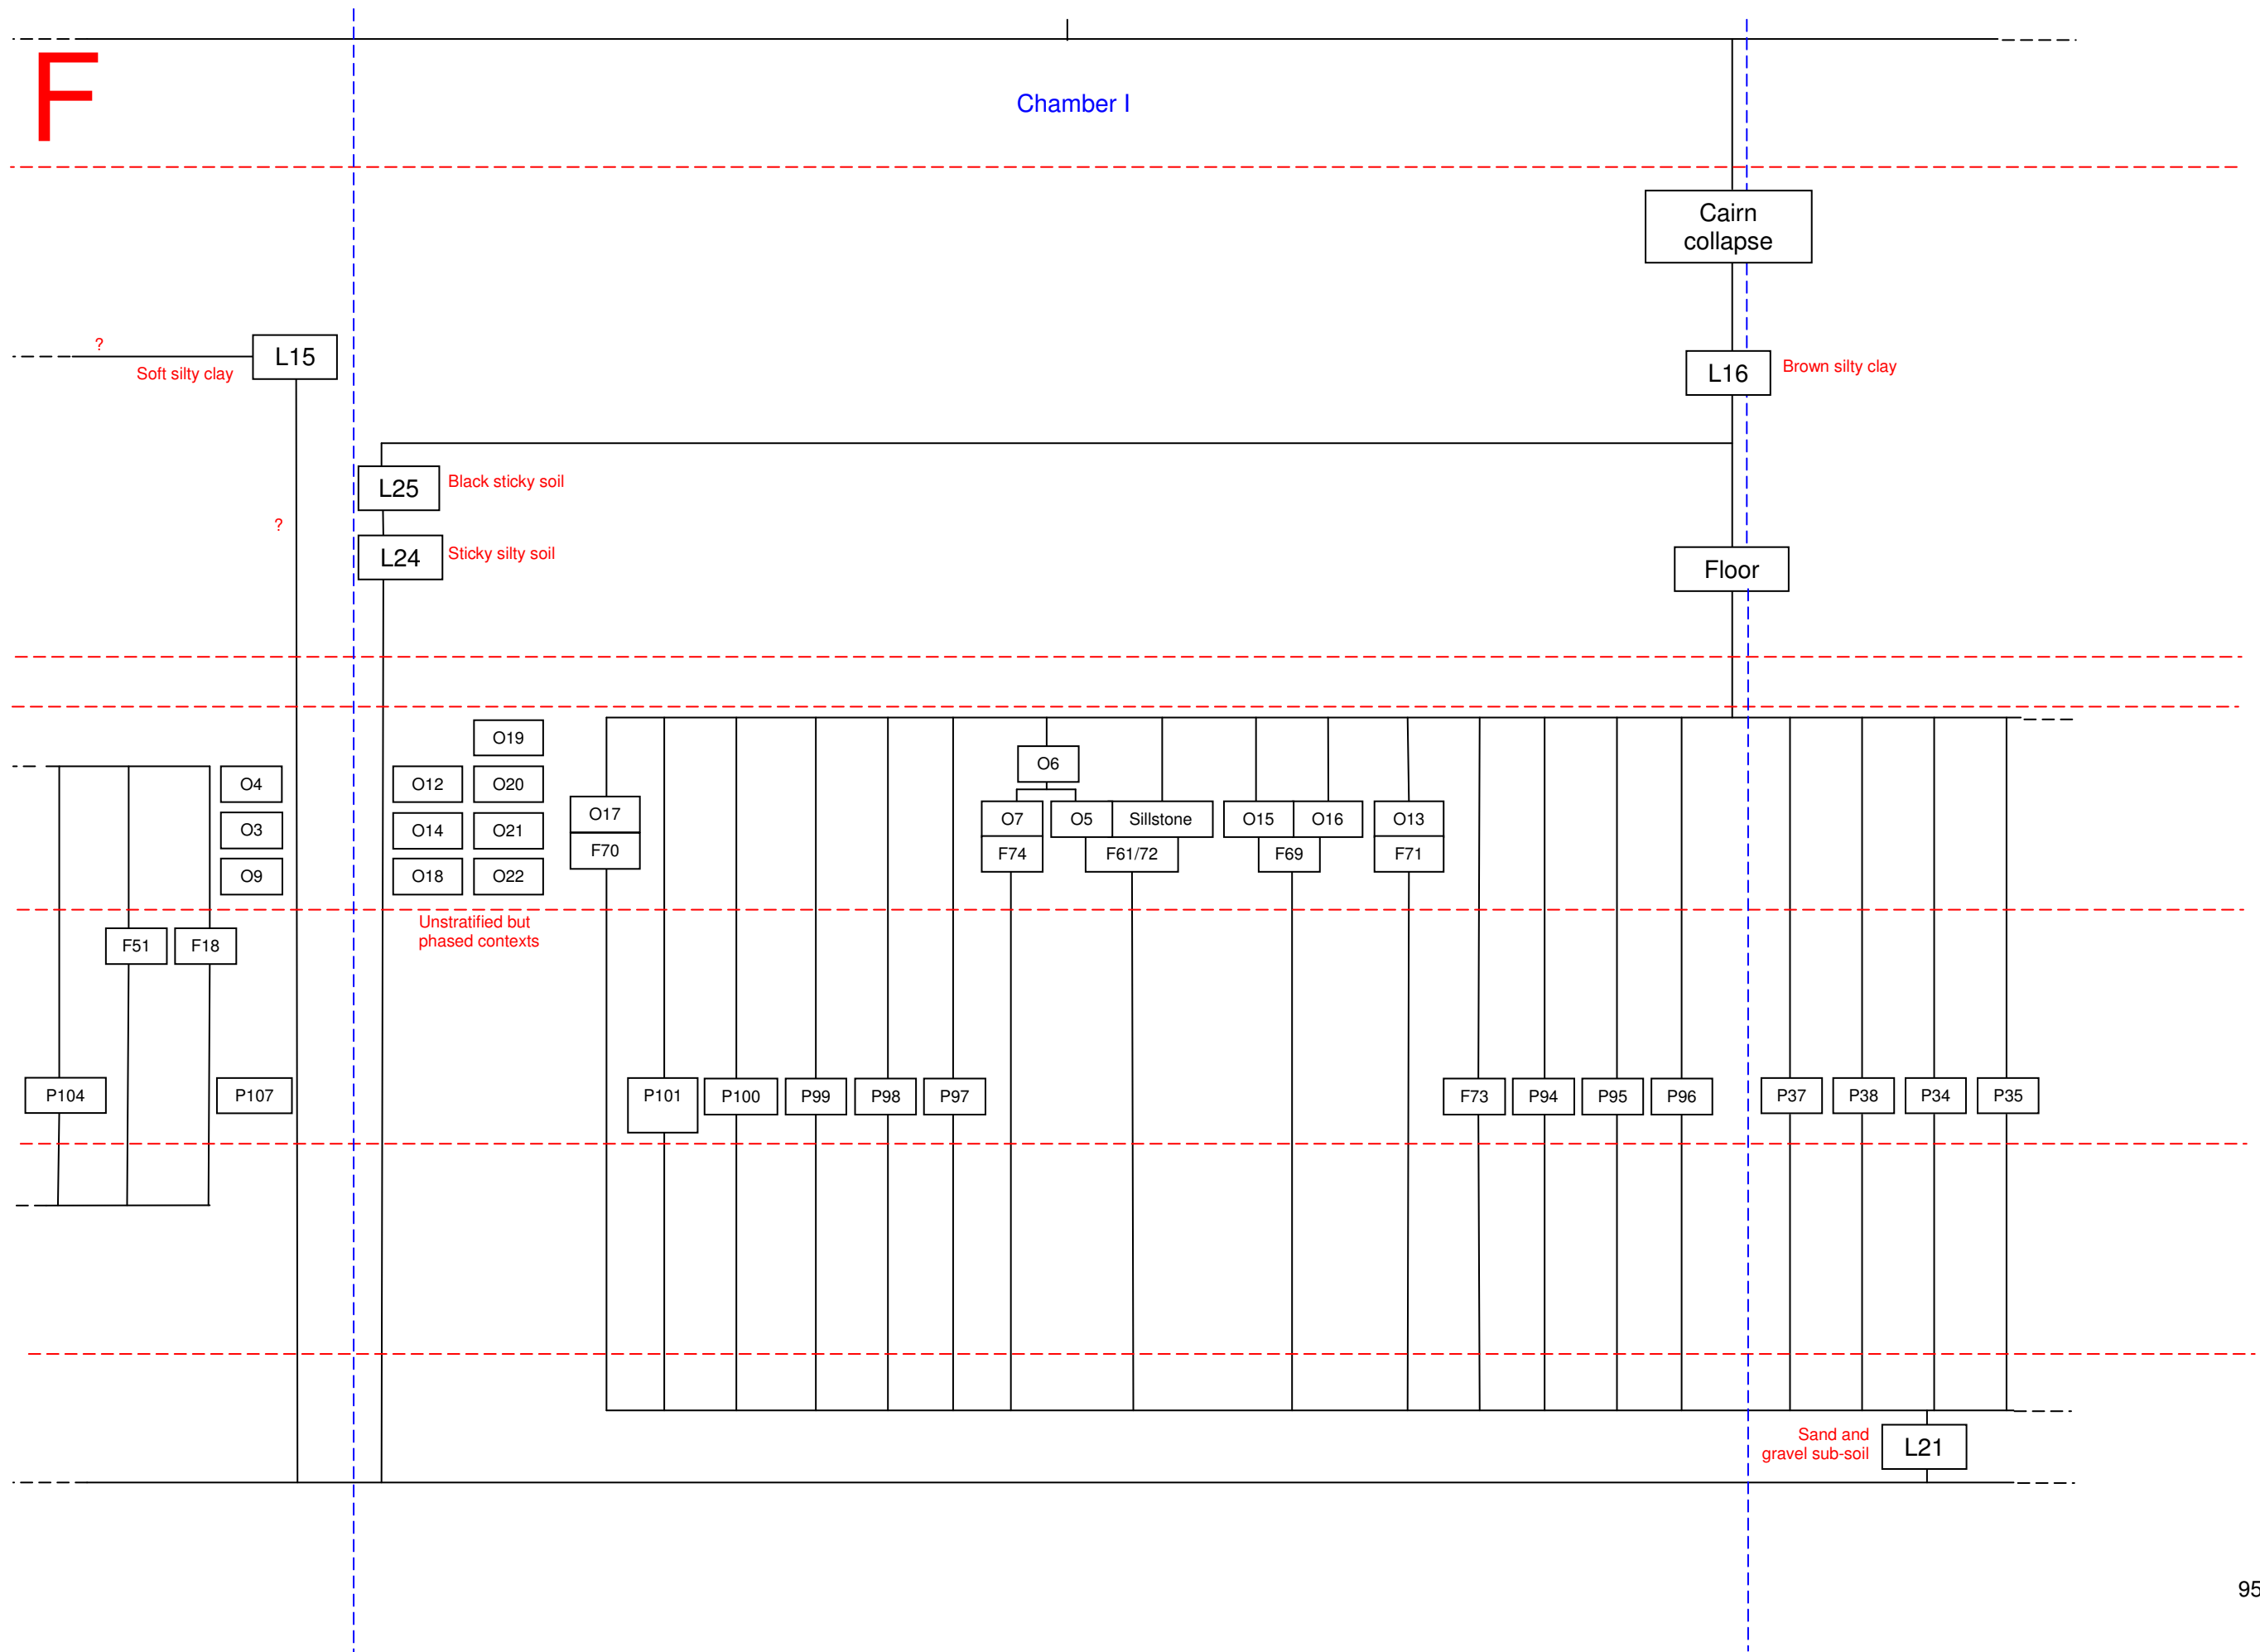 F
Chamber I
Cairn
collapse
?
L15
Soft silty clay
L16
Brown silty clay
L25
Black sticky soil
?
L24
Sticky silty soil
Floor
O19
O4
O12
O20
O6
O3
O14
O21
O17
O7
O5
Sillstone
O15
O16
O13
F70
F74
F61/72
F69
F71
O9
O18
O22
Unstratified but
phased contexts
F51
F18
P104
P107
P101
P100
P99
P98
P97
F73
P94
P95
P96
P37
P38
P34
P35
Sand and
gravel sub-soil
L21
95